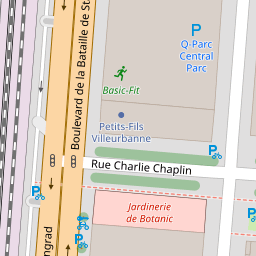 Boulevard de la Bataille de St
P
Q-Parc
Central
Parc
Basic-Fit
Petits-Fils
Villeurbanne
Rue Charlie Chaplin
Jardinerie
de Botanic
ngrad